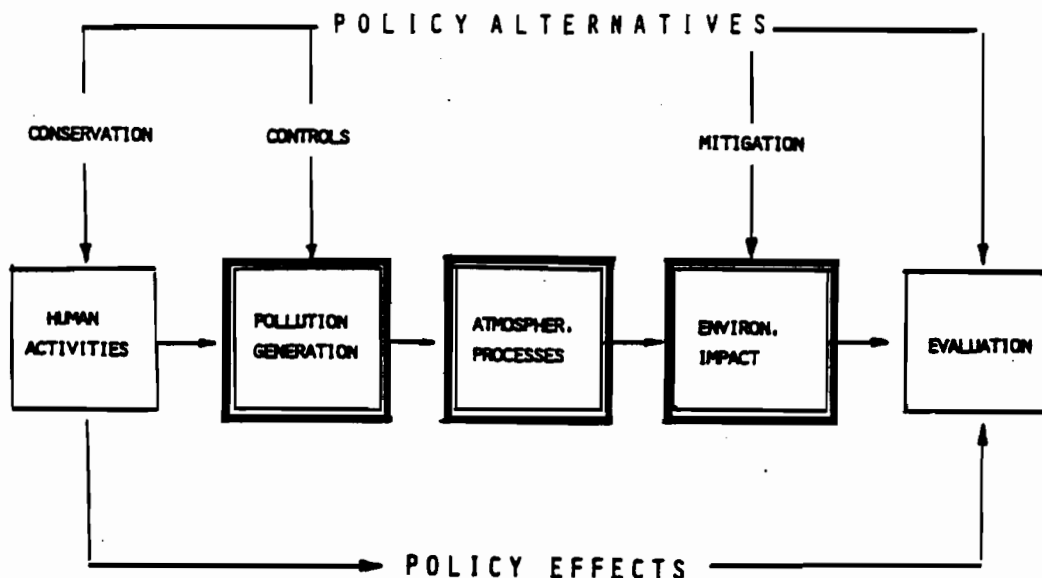 POLICY ALTERNATIVES
CONSERVATION
CONTROLS
MITIGATION
HUMAN
ACTIVITIES
POLLUTION
GENERATION
ATMOSPHER.
PROCESSES
ENVIRON.
IMPACT
EVALUATION
POLICY EFFECTS